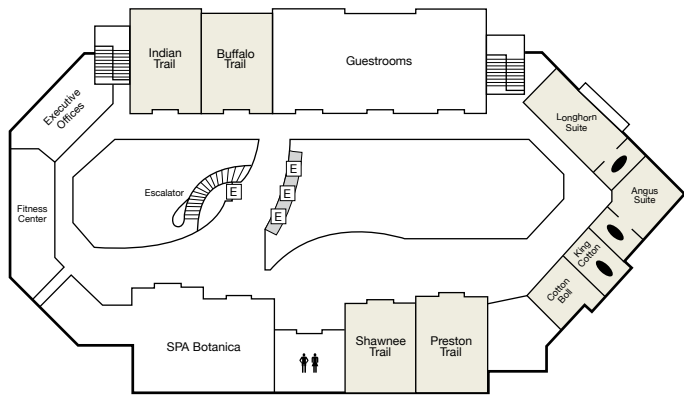 Indian
Trail
Buffalo
Trail
Guestrooms
Executive
Offices
Longhorn
Suite
Fitness
Center
Escalator
E
E
E
E
Angus
Suite
King
Cotton
Cotton
Boll
SPA Botanica
Shawnee
Trail
Preston
Trail